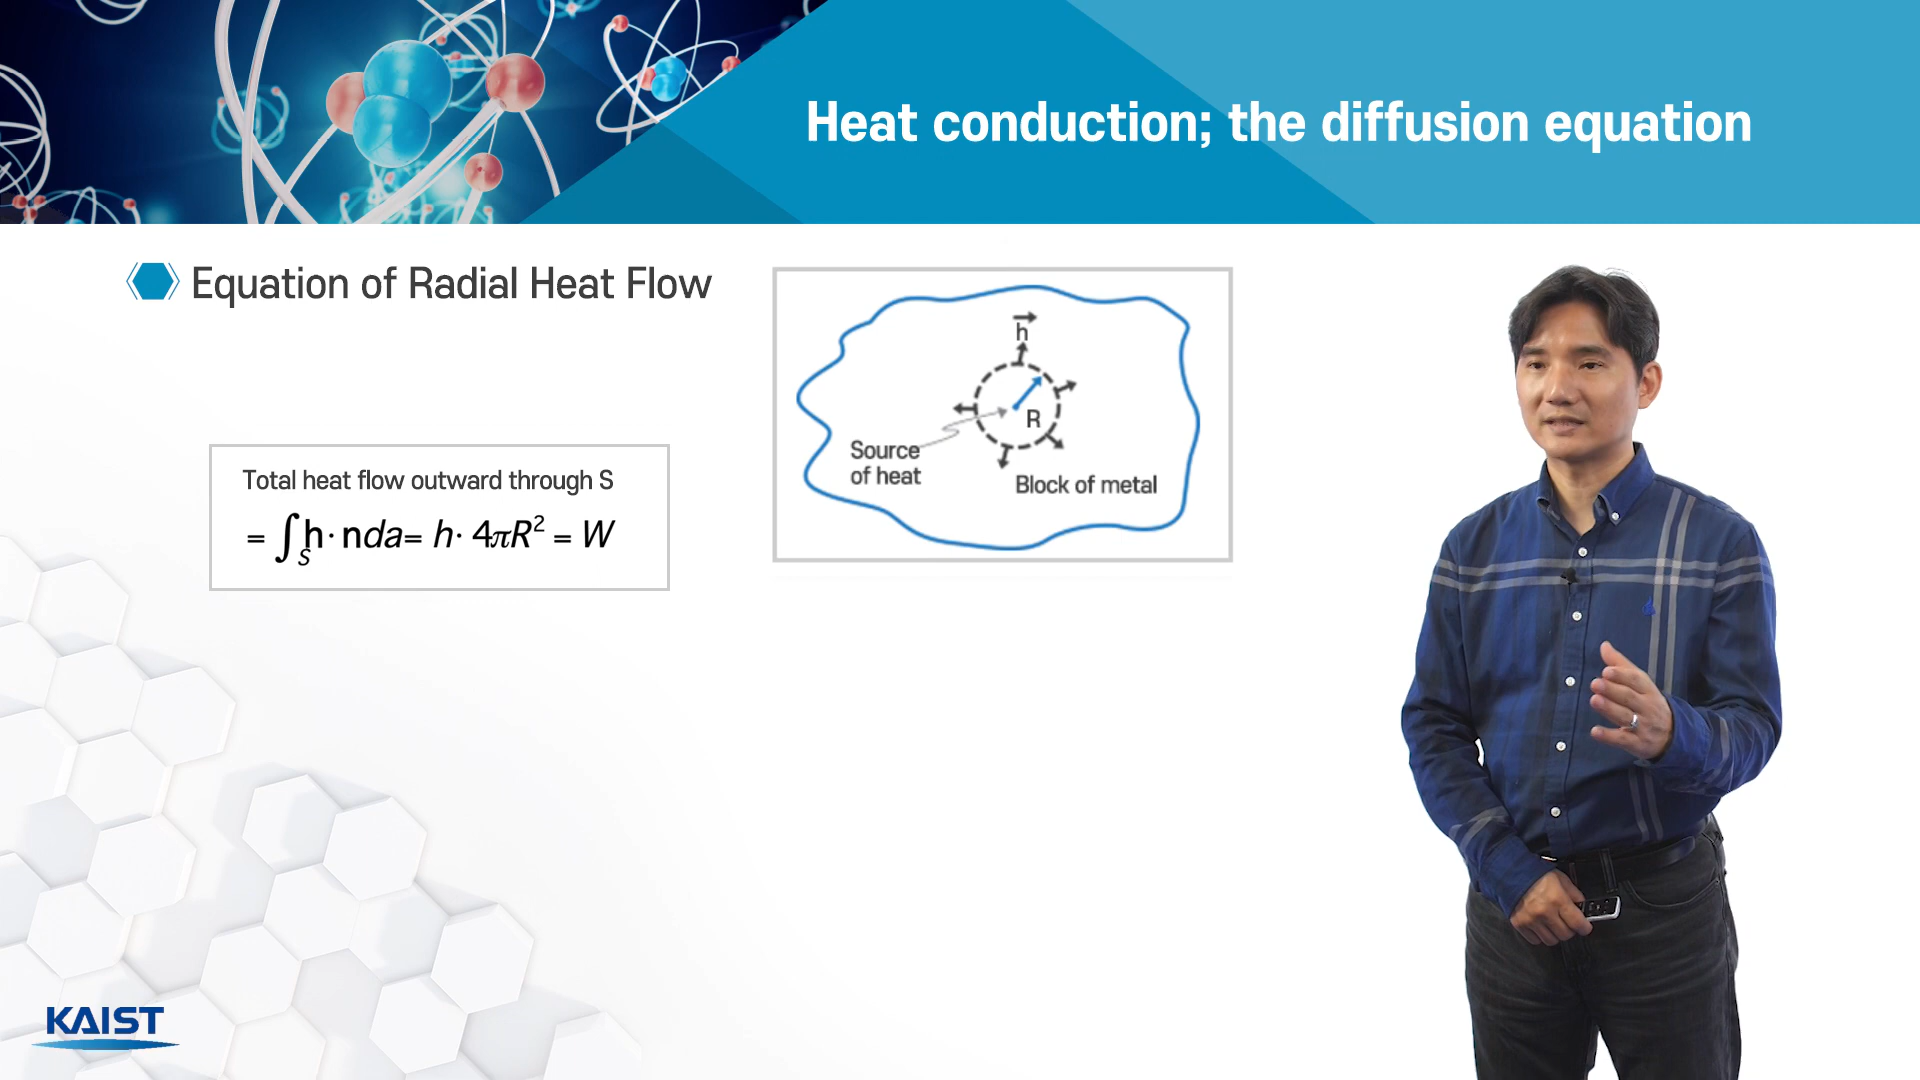 Heat conduction; the diffusion equation
Equation of Radial Heat Flow
h
R
Source
of heat
Block of metal
Total heat flow outward through S
= ∫S h · nda= h· 4πR² = W
KAIST